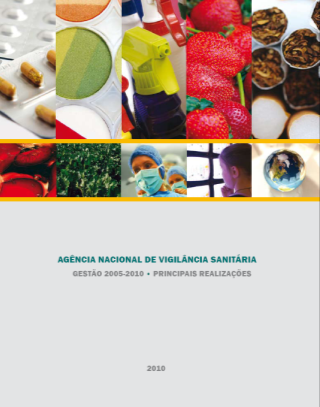 AGÊNCIA NACIONAL DE VIGILÂNCIA SANITÁRIA
GESTÃO 2005-2010 • PRINCIPAIS REALIZAÇÕES
2010